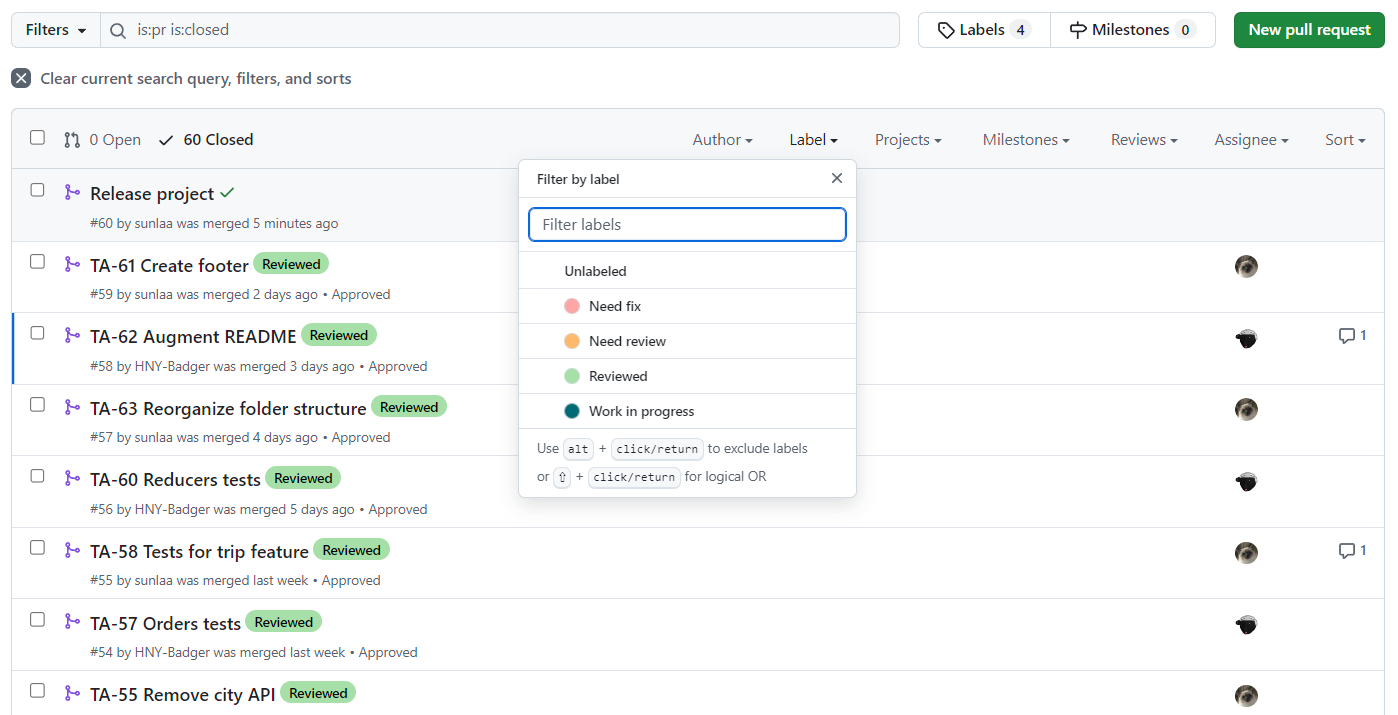 Filters is:pr is:closed Labels 4 Milestones 0 New pull request
Clear current search query, filters, and sorts
0 Open 60 Closed Author Label Projects Milestones Reviews Assignee Sort
Filter by label
Filter labels
Unlabeled
Need fix
Need review
Reviewed
Work in progress
Use alt + click/return to exclude labels
or ⇧ + click/return for logical OR
Release project
#60 by sunlaa was merged 5 minutes ago
TA-61 Create footer Reviewed
#59 by sunlaa was merged 2 days ago • Approved
TA-62 Augment README Reviewed 1
#58 by HNY-Badger was merged 3 days ago • Approved
TA-63 Reorganize folder structure Reviewed
#57 by sunlaa was merged 4 days ago • Approved
TA-60 Reducers tests Reviewed
#56 by HNY-Badger was merged 5 days ago • Approved
TA-58 Tests for trip feature Reviewed 1
#55 by sunlaa was merged last week • Approved
TA-57 Orders tests Reviewed
#54 by HNY-Badger was merged last week • Approved
TA-55 Remove city API Reviewed